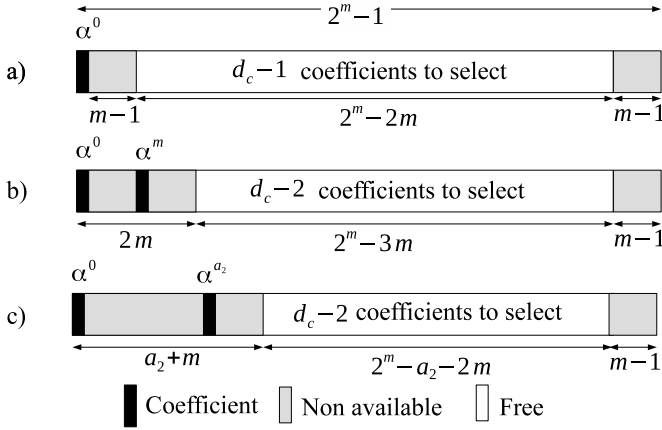 2^m−1
α^0
a) d_c−1 coefficients to select
m−1 2^m−2m m−1
α^0 α^m
b) d_c−2 coefficients to select
2m 2^m−3m m−1
α^0 α^{a_2}
c) d_c−2 coefficients to select
a_2+m 2^m−a_2−2m m−1
Coefficient Non available Free